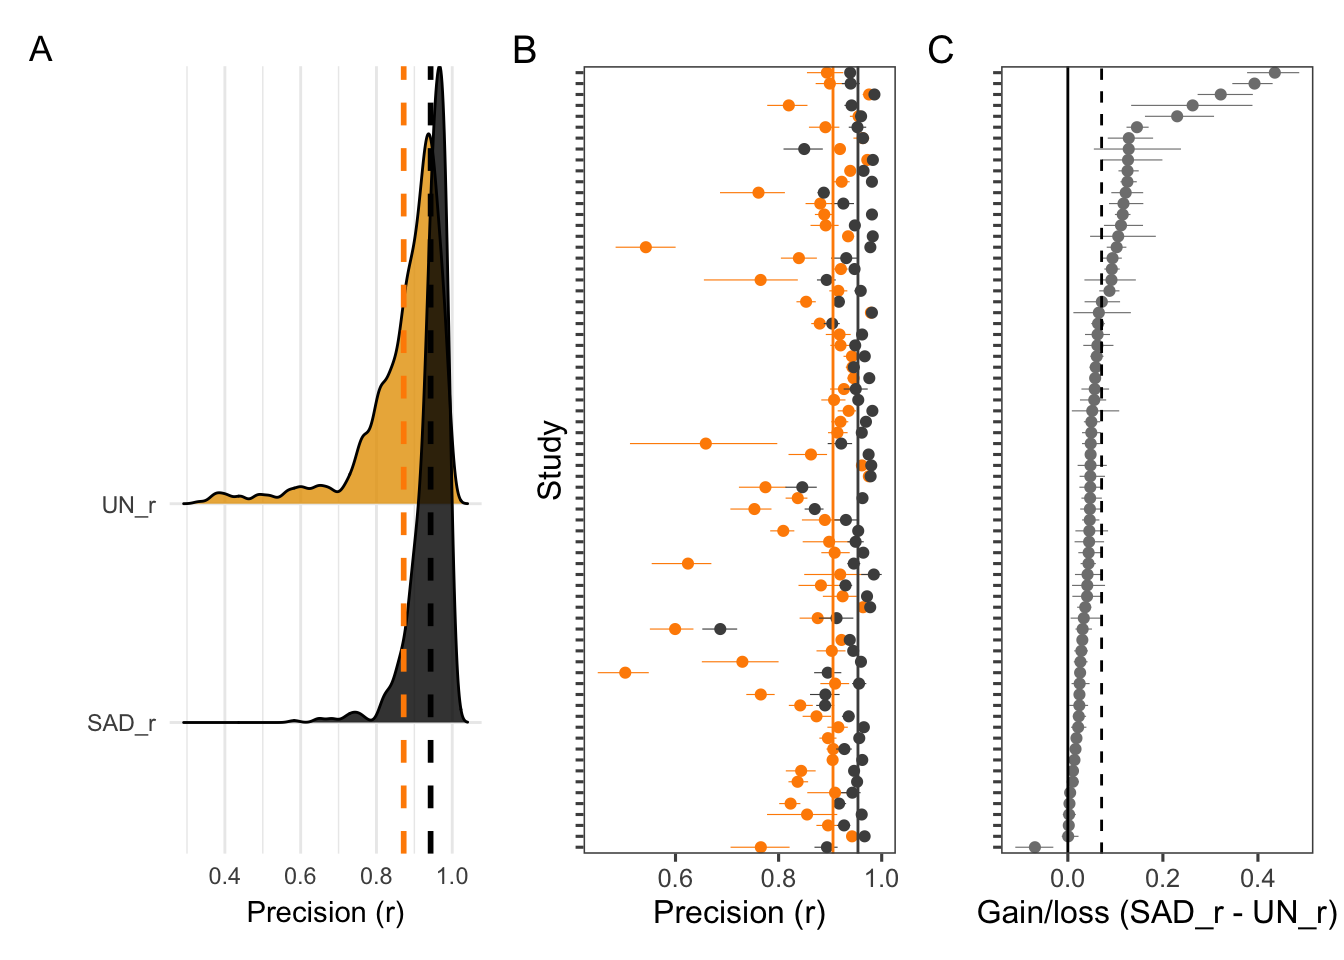 A
B
C
UN_r
SAD_r
0.4 0.6 0.8 1.0
Precision (r)
Study
0.6 0.8 1.0
Precision (r)
0.0 0.2 0.4
Gain/loss (SAD_r - UN_r)